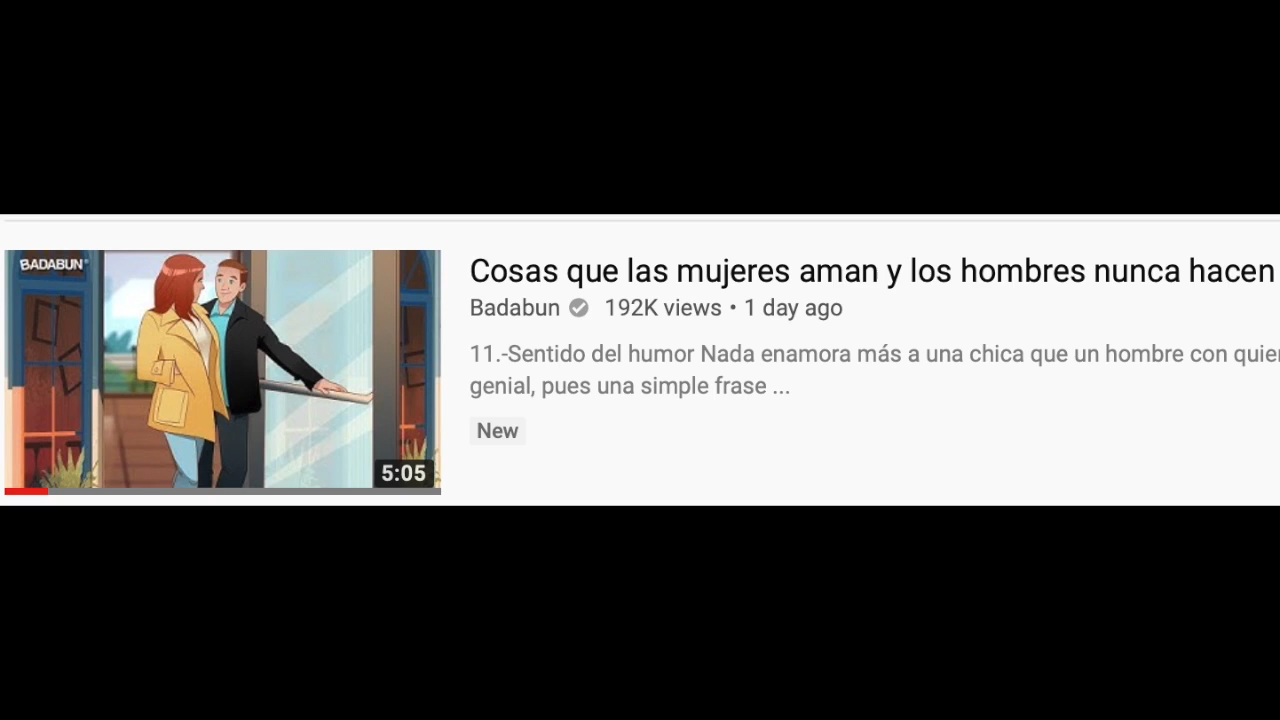 BADABUN
5:05
Cosas que las mujeres aman y los hombres nunca hacen
Badabun 192K views • 1 day ago
11.-Sentido del humor Nada enamora más a una chica que un hombre con
genial, pues una simple frase ...
New